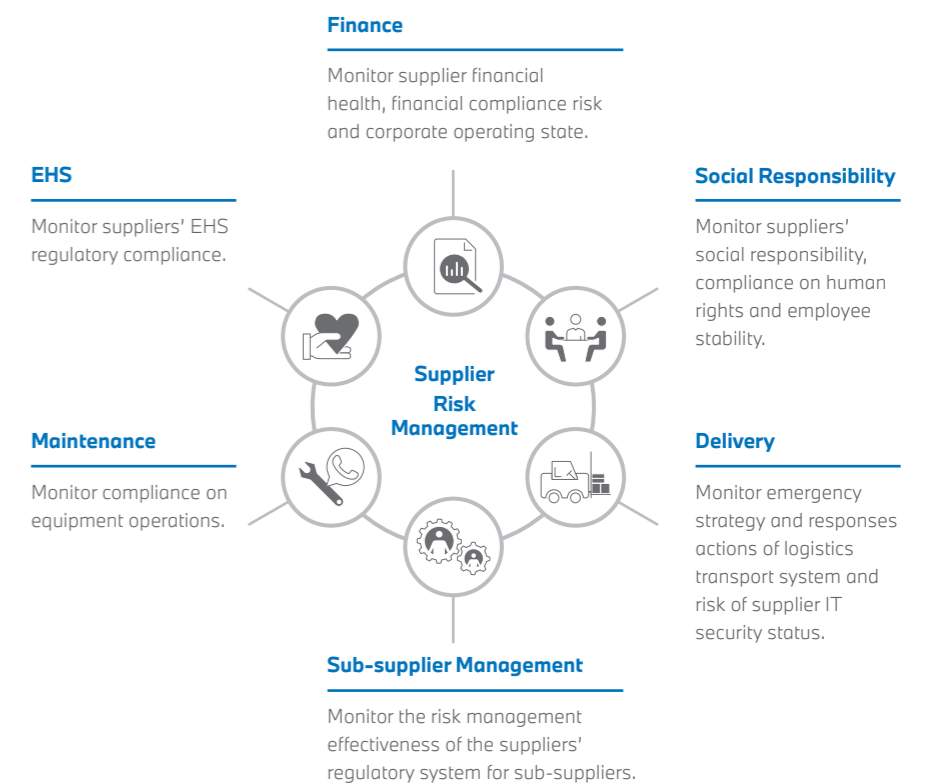 Finance
Monitor supplier financial
health, financial compliance risk
and corporate operating state.
EHS
Monitor suppliers' EHS
regulatory compliance.
Social Responsibility
Monitor suppliers'
social responsibility,
compliance on human
rights and employee
stability.
Supplier
Risk
Management
Maintenance
Monitor compliance on
equipment operations.
Delivery
Monitor emergency
strategy and responses
actions of logistics
transport system and
risk of supplier IT
security status.
Sub-supplier Management
Monitor the risk management
effectiveness of the suppliers'
regulatory system for sub-suppliers.